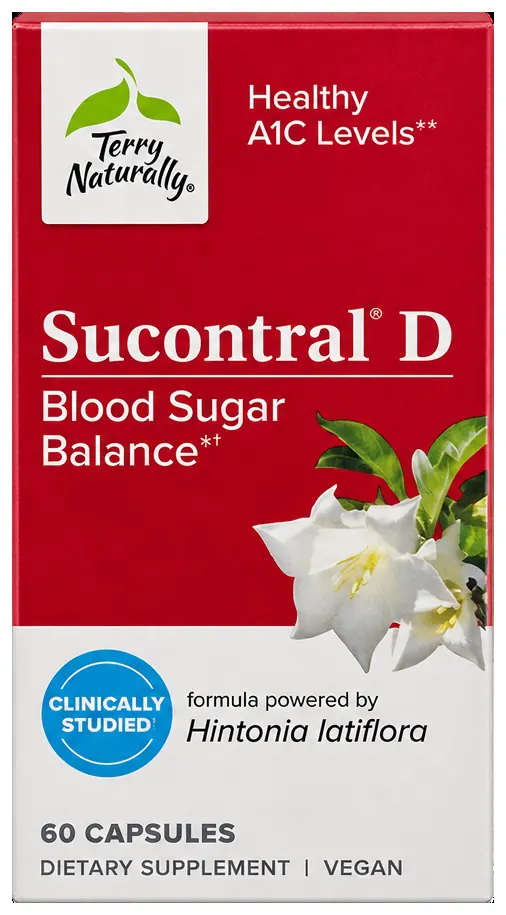 Terry
Naturally®
Healthy
A1C Levels**
Sucontral® D
Blood Sugar
Balance*†
CLINICALLY
STUDIED
formula powered by
Hintonia latiflora
60 CAPSULES
DIETARY SUPPLEMENT | VEGAN